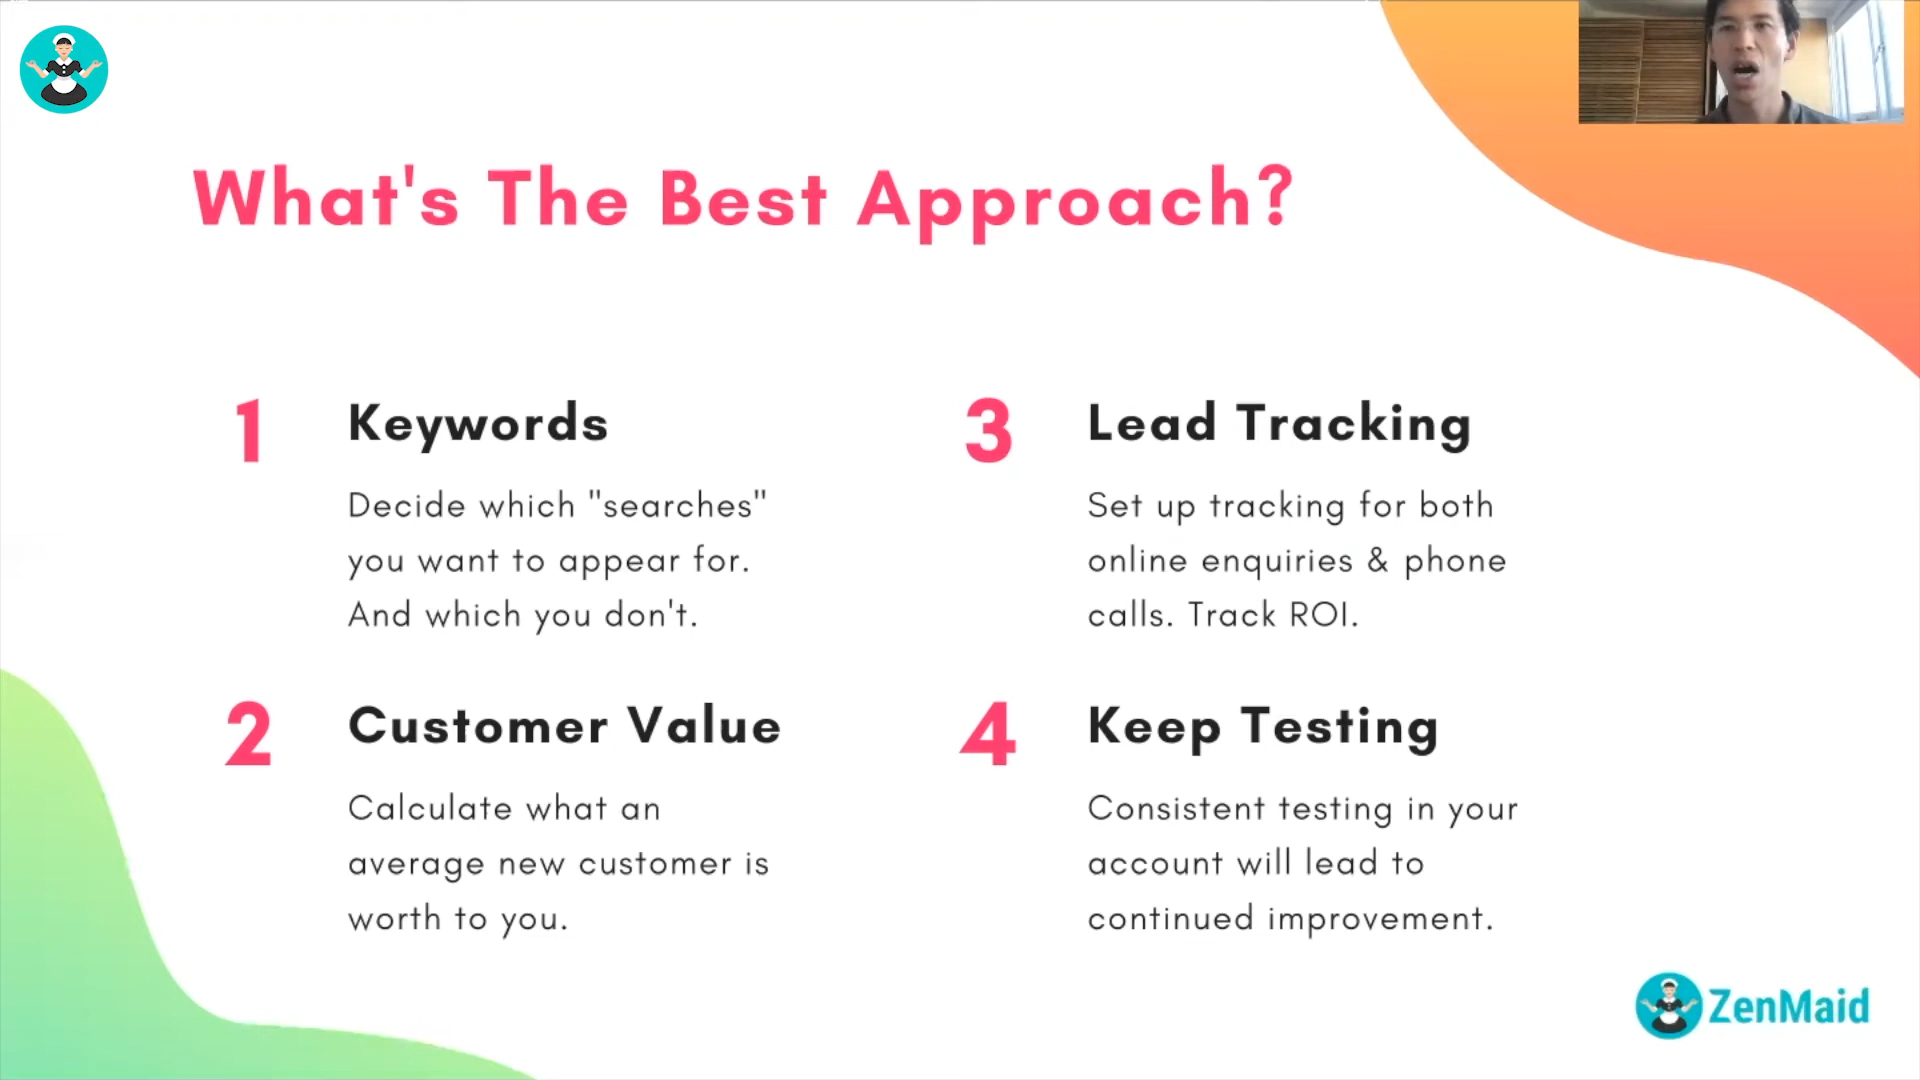 What's The Best Approach?
1
Keywords
Decide which "searches"
you want to appear for.
And which you don't.
2
Customer Value
Calculate what an
average new customer is
worth to you.
3
Lead Tracking
Set up tracking for both
online enquiries & phone
calls. Track ROI.
4
Keep Testing
Consistent testing in your
account will lead to
continued improvement.
ZenMaid